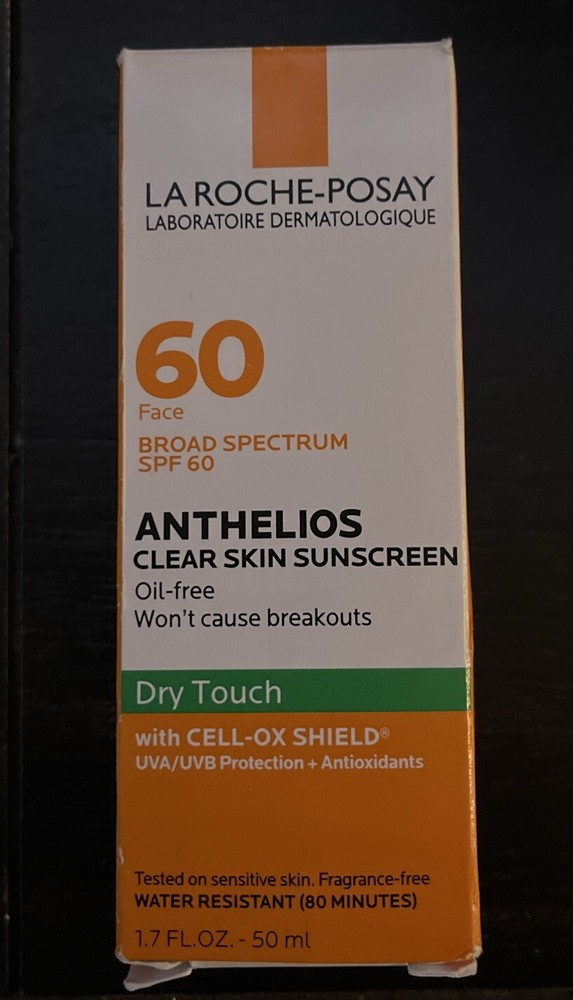 LA ROCHE-POSAY
LABORATOIRE DERMATOLOGIQUE
60
Face
BROAD SPECTRUM
SPF 60
ANTHELIOS
CLEAR SKIN SUNSCREEN
Oil-free
Won't cause breakouts
Dry Touch
with CELL-OX SHIELD®
UVA/UVB Protection + Antioxidants
Tested on sensitive skin. Fragrance-free
WATER RESISTANT (80 MINUTES)
1.7 FL.OZ. - 50 ml